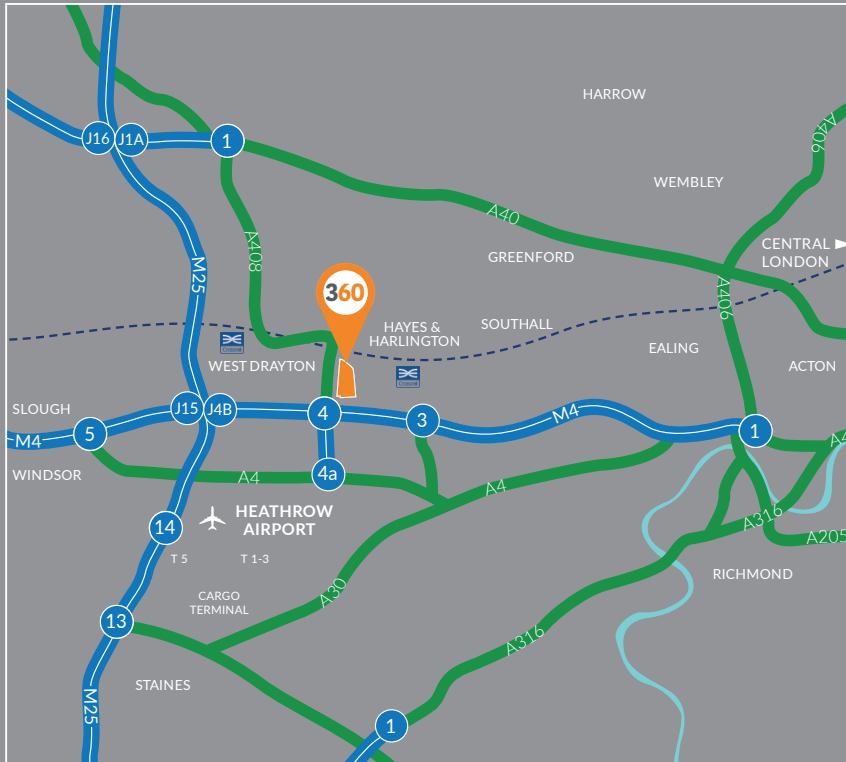 HARROW
A406
J16
J1A
1
WEMBLEY
A40
A408
CENTRAL
LONDON
GREENFORD
M25
360
A406
SOUTHALL
HAYES &
HARLINGTON
EALING
WEST DRAYTON
ACTON
SLOUGH
J15
J4B
4
3
M4
M4
5
1
A4
WINDSOR
4a
A4
A4
HEATHROW
AIRPORT
14
A316
A205
T 5
T 1-3
RICHMOND
CARGO
TERMINAL
A30
13
A316
STAINES
M25
1